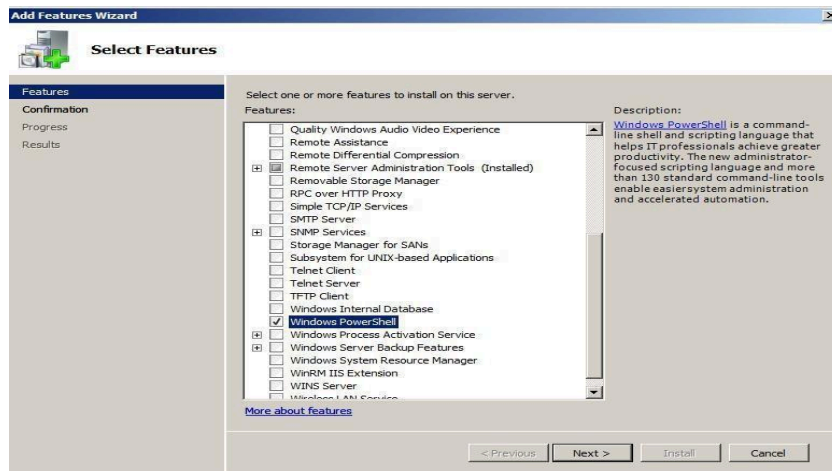 Add Features Wizard
Select Features
Features
Confirmation
Progress
Results
Select one or more features to install on this server.
Features:
Quality Windows Audio Video Experience
Remote Assistance
Remote Differential Compression
Remote Server Administration Tools (Installed)
Removable Storage Manager
RPC over HTTP Proxy
Simple TCP/IP Services
SMTP Server
SNMP Services
Storage Manager for SANs
Subsystem for UNIX-based Applications
Telnet Client
Telnet Server
TFTP Client
Windows Internal Database
Windows PowerShell
Windows Process Activation Service
Windows Server Backup Features
Windows System Resource Manager
WinRM IIS Extension
WINS Server
Wireless LAN Service
More about features
Description:
Windows PowerShell is a command-
line shell and scripting language that
helps IT professionals achieve greater
productivity. The new administrator-
focused scripting language and more
than 130 standard command-line tools
enable easiersystem administration
and accelerated automation.
< Previous
Next >
Install
Cancel